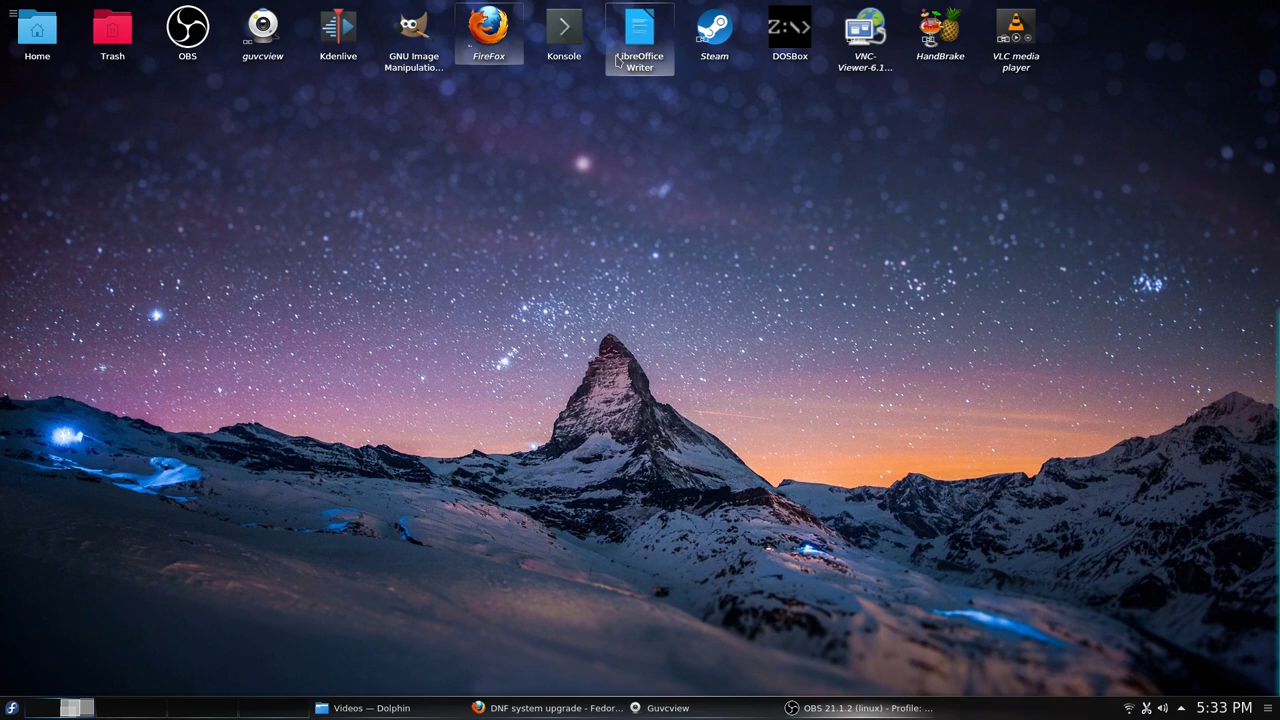 Home
Trash
OBS
guvcview
Kdenlive
GNU Image
Manipulatio...
FireFox
Konsole
LibreOffice
Writer
Steam
Z:\>
DOSBox
VNC-
Viewer-6.1...
HandBrake
VLC media
player
Videos — Dolphin
DNF system upgrade - Fedor...
Guvcview
OBS 21.1.2 (linux) - Profile: ...
5:33 PM